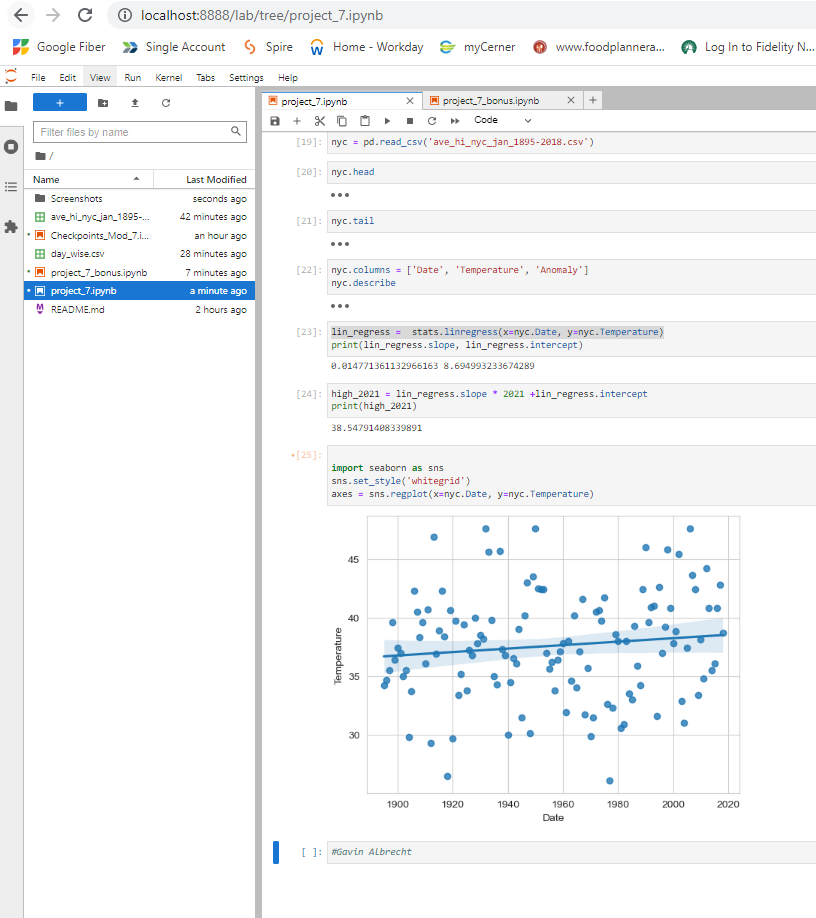 localhost:8888/lab/tree/project_7.ipynb
Google Fiber Single Account Spire Home - Workday myCerner www.foodplannera... Log In to Fidelity N...
File Edit View Run Kernel Tabs Settings Help
project_7.ipynb project_7_bonus.ipynb
Code
Filter files by name
/
Name Last Modified
Screenshots seconds ago
ave_hi_nyc_jan_1895-... 42 minutes ago
Checkpoints_Mod_7.i... an hour ago
day_wise.csv 28 minutes ago
project_7_bonus.ipynb 7 minutes ago
project_7.ipynb a minute ago
README.md 2 hours ago
[19]: nyc = pd.read_csv('ave_hi_nyc_jan_1895-2018.csv')
[20]: nyc.head
[21]: nyc.tail
[22]: nyc.columns = ['Date', 'Temperature', 'Anomaly']
nyc.describe
[23]: lin_regress =  stats.linregress(x=nyc.Date, y=nyc.Temperature)
print(lin_regress.slope, lin_regress.intercept)
0.014771361132966163 8.694993233674289
[24]: high_2021 = lin_regress.slope * 2021 +lin_regress.intercept
print(high_2021)
38.54791408339891
[25]:
import seaborn as sns
sns.set_style('whitegrid')
axes = sns.regplot(x=nyc.Date, y=nyc.Temperature)
45
40
35
30
Temperature
1900 1920 1940 1960 1980 2000 2020
Date
[ ]: #Gavin Albrecht